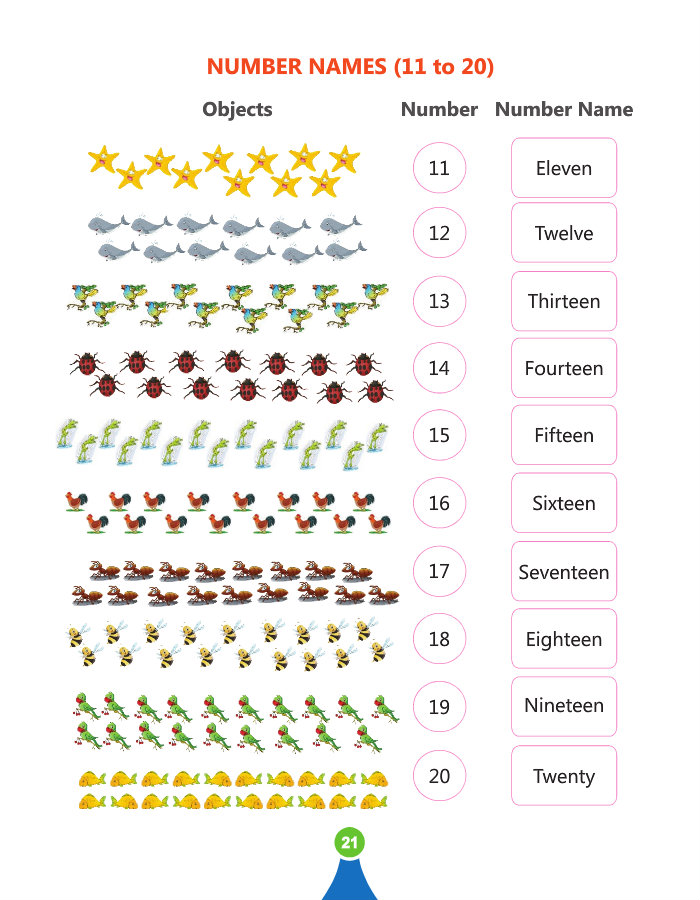 NUMBER NAMES (11 to 20)
Objects Number Number Name
11 Eleven
12 Twelve
13 Thirteen
14 Fourteen
15 Fifteen
16 Sixteen
17 Seventeen
18 Eighteen
19 Nineteen
20 Twenty
21